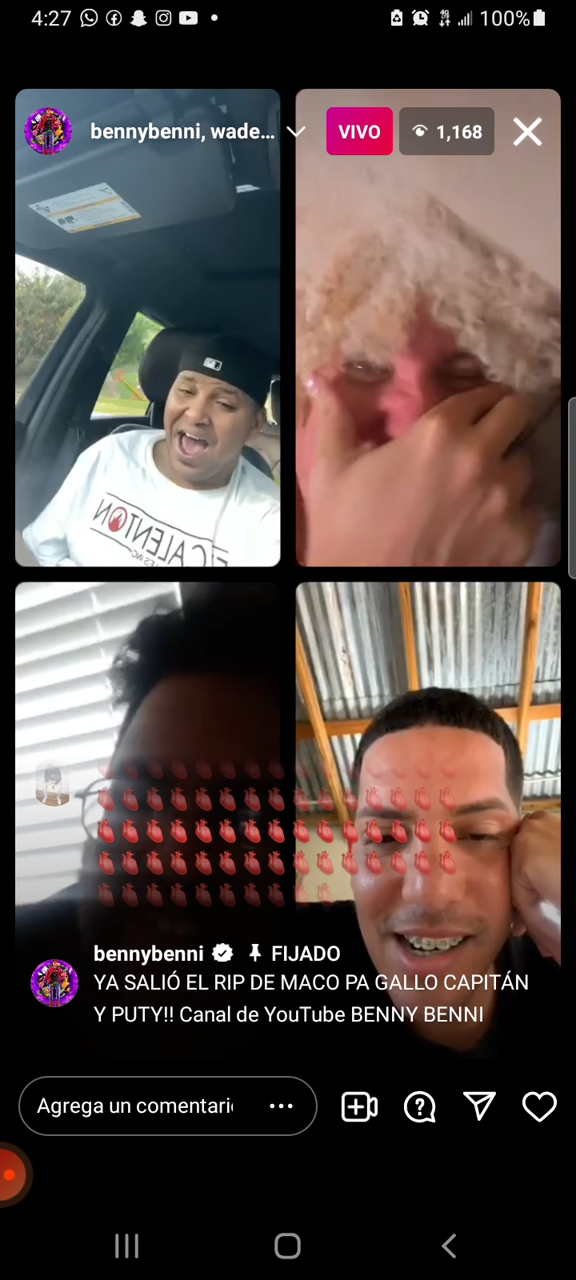 4:27
100%
bennybenni, wade...
VIVO
1,168
bennybenni
FIJADO
YA SALIÓ EL RIP DE MACO PA GALLO CAPITÁN
Y PUTY!! Canal de YouTube BENNY BENNI
Agrega un comentari